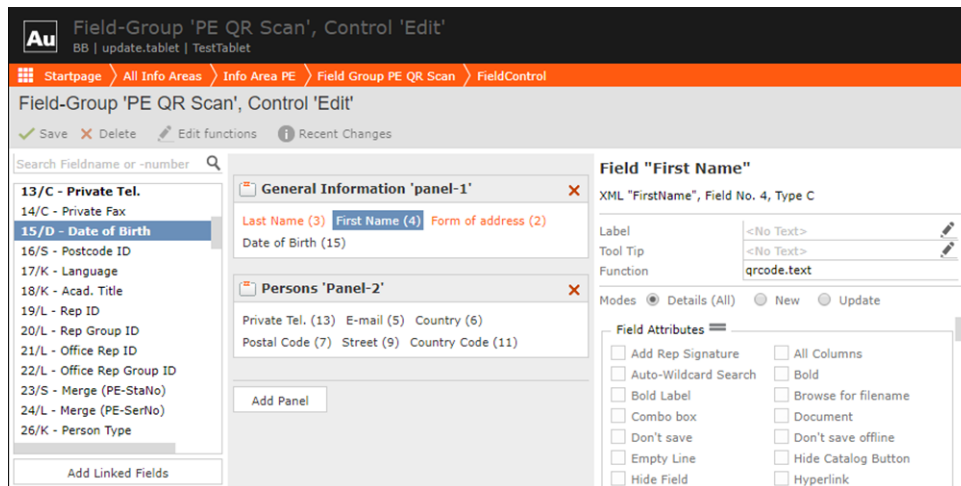 Au
Field-Group 'PE QR Scan', Control 'Edit'
BB | update.tablet | TestTablet
Startpage
All Info Areas
Info Area PE
Field Group PE QR Scan
FieldControl
Field-Group 'PE QR Scan', Control 'Edit'
Save
Delete
Edit functions
Recent Changes
Search Fieldname or -number
13/C - Private Tel.
14/C - Private Fax
15/D - Date of Birth
16/S - Postcode ID
17/K - Language
18/K - Acad. Title
19/L - Rep ID
20/L - Rep Group ID
21/L - Office Rep ID
22/L - Office Rep Group ID
23/S - Merge (PE-StaNo)
24/L - Merge (PE-SerNo)
26/K - Person Type
Add Linked Fields
General Information 'panel-1'
Last Name (3) First Name (4) Form of address (2)
Date of Birth (15)
Persons 'Panel-2'
Private Tel. (13) E-mail (5) Country (6)
Postal Code (7) Street (9) Country Code (11)
Add Panel
Field "First Name"
XML "FirstName", Field No. 4, Type C
Label <No Text>
Tool Tip <No Text>
Function qrcode.text
Modes Details (All) New Update
Field Attributes
Add Rep Signature All Columns
Auto-Wildcard Search Bold
Bold Label Browse for filename
Combo box Document
Don't save Don't save offline
Empty Line Hide Catalog Button
Hide Field Hyperlink